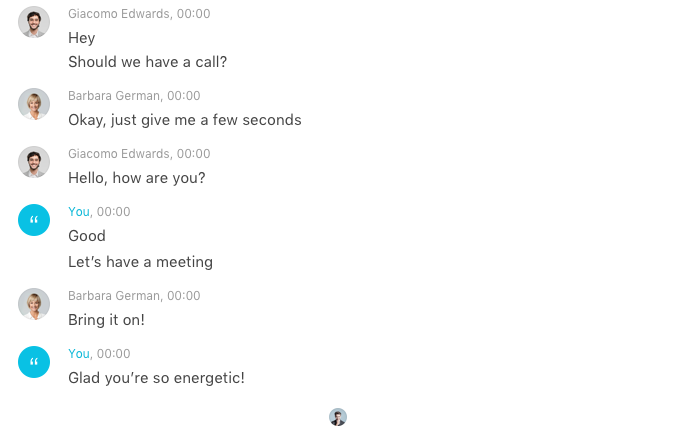 Giacomo Edwards, 00:00
Hey
Should we have a call?
Barbara German, 00:00
Okay, just give me a few seconds
Giacomo Edwards, 00:00
Hello, how are you?
“
You, 00:00
Good
Let’s have a meeting
Barbara German, 00:00
Bring it on!
“
You, 00:00
Glad you’re so energetic!